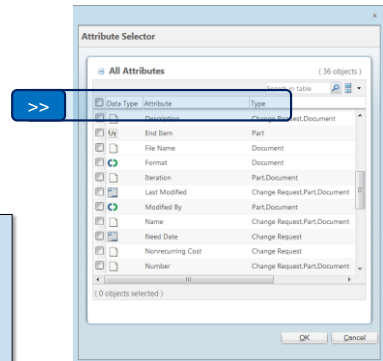 Attribute Selector
All Attributes
( 36 objects )
Search in table
>>
Data Type Attribute Type
Description Change Request,Document
End Item Part
File Name Document
Format Document
Iteration Part,Document
Last Modified Change Request,Part,Document
Modified By Part,Document
Name Change Request,Part,Document
Need Date Change Request
Nonrecurring Cost Change Request
Number Change Request,Part,Document
( 0 objects selected )
OK Cancel